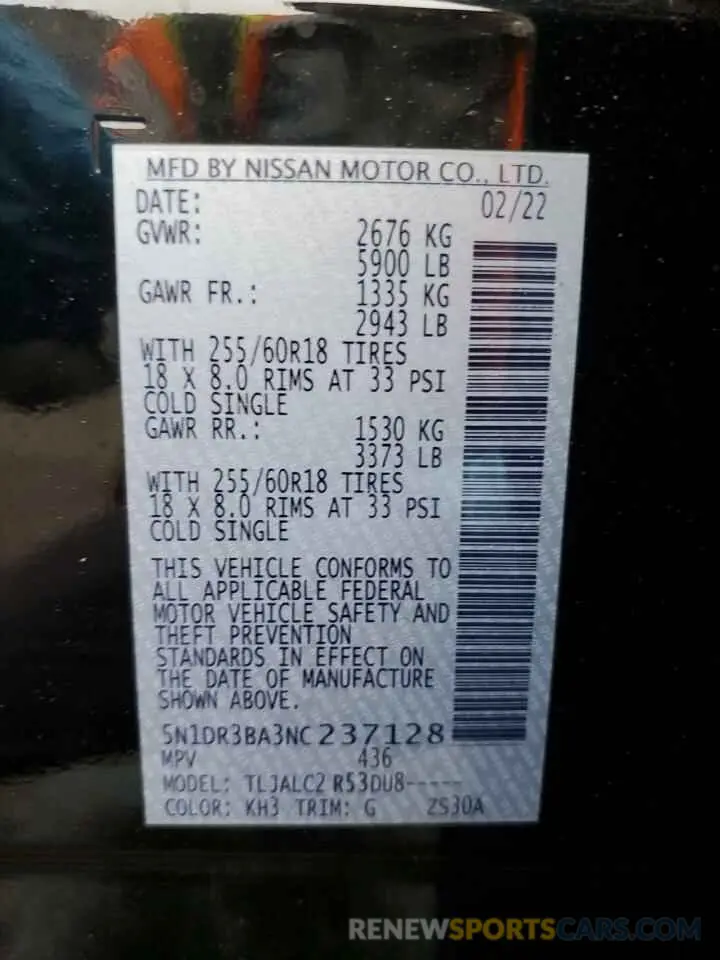 MFD BY NISSAN MOTOR CO., LTD.
DATE: 02/22
GVWR: 2676 KG
5900 LB
GAWR FR.: 1335 KG
2943 LB
WITH 255/60R18 TIRES
18 X 8.0 RIMS AT 33 PSI
COLD SINGLE
GAWR RR.: 1530 KG
3373 LB
WITH 255/60R18 TIRES
18 X 8.0 RIMS AT 33 PSI
COLD SINGLE
THIS VEHICLE CONFORMS TO
ALL APPLICABLE FEDERAL
MOTOR VEHICLE SAFETY AND
THEFT PREVENTION
STANDARDS IN EFFECT ON
THE DATE OF MANUFACTURE
SHOWN ABOVE.
5N1DR3BA3NC237128
MPV 436
MODEL: TLJALC2 R53DU8-----
COLOR: KH3 TRIM: G ZS30A
RENEWSPORTSCARS.COM